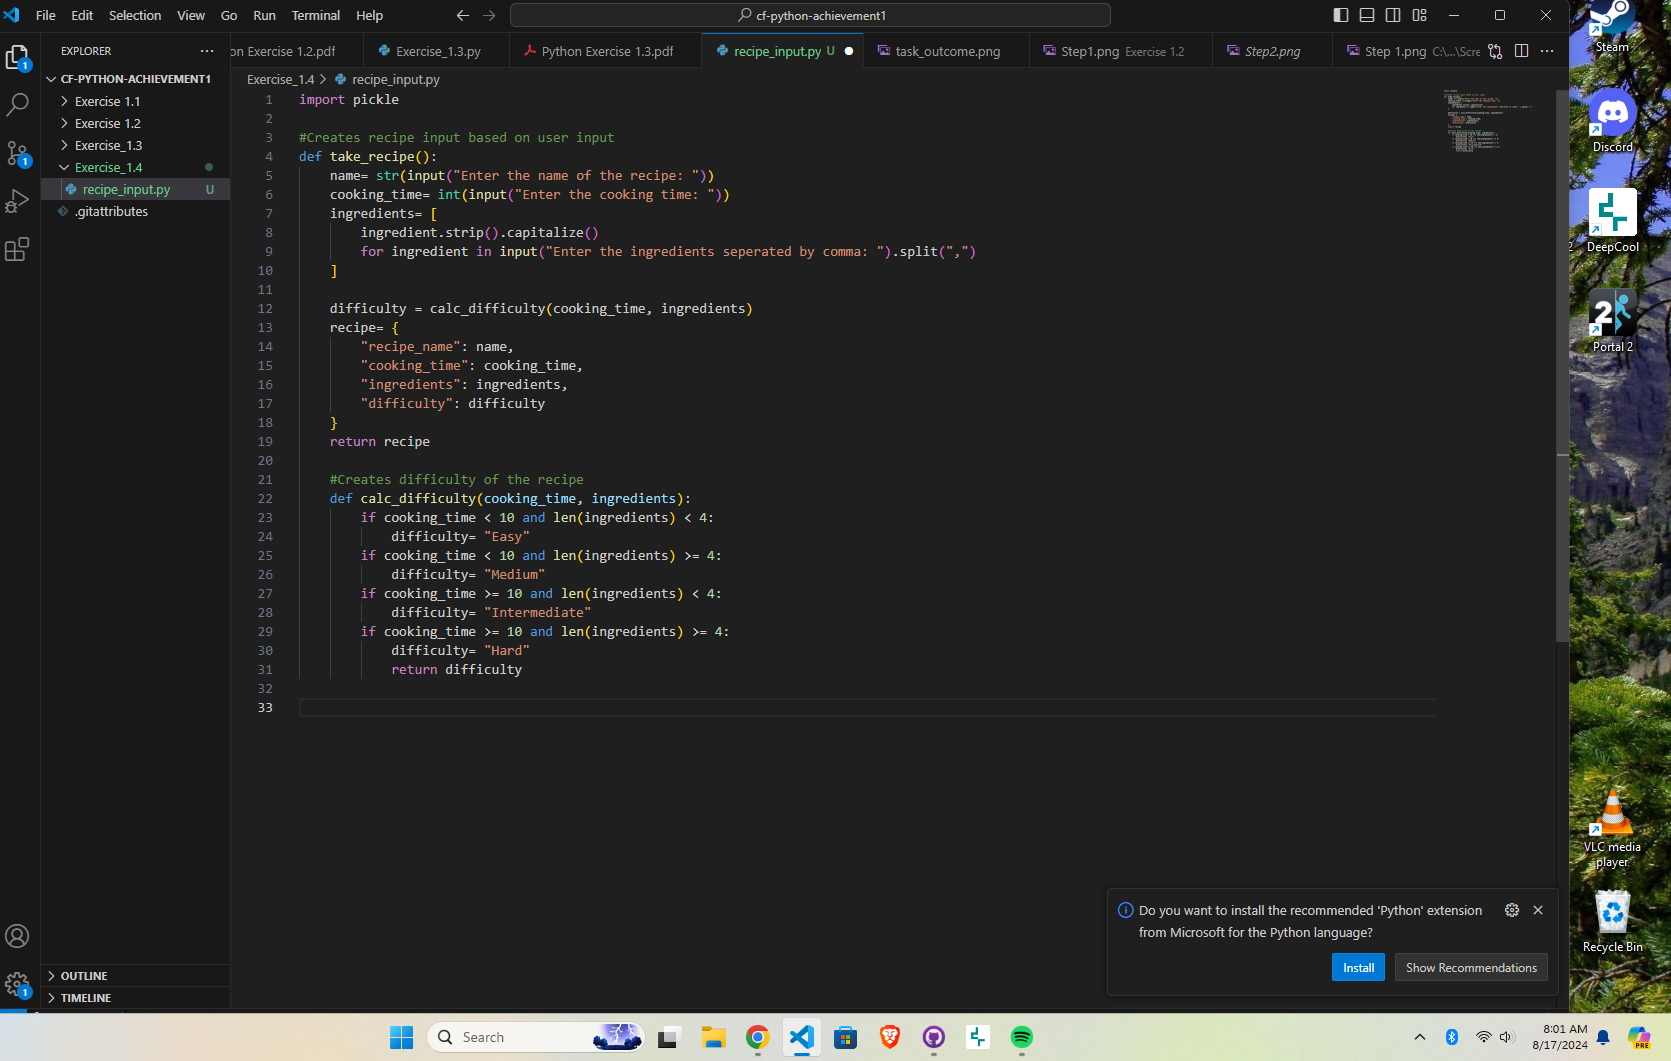 File Edit Selection View Go Run Terminal Help
cf-python-achievement1
Steam
EXPLORER
on Exercise 1.2.pdf
Exercise_1.3.py
Python Exercise 1.3.pdf
recipe_input.py U
task_outcome.png
Step1.png Exercise 1.2
Step2.png
Step 1.png C:\...\Scre
CF-PYTHON-ACHIEVEMENT1
Exercise 1.1
Exercise 1.2
Exercise_1.3
Exercise_1.4
recipe_input.py U
.gitattributes
Exercise_1.4 > recipe_input.py
1 import pickle
2
3 #Creates recipe input based on user input
4 def take_recipe():
5 name= str(input("Enter the name of the recipe: "))
6 cooking_time= int(input("Enter the cooking time: "))
7 ingredients= [
8 ingredient.strip().capitalize()
9 for ingredient in input("Enter the ingredients seperated by comma: ").split(",")
10 ]
11
12 difficulty = calc_difficulty(cooking_time, ingredients)
13 recipe= {
14 "recipe_name": name,
15 "cooking_time": cooking_time,
16 "ingredients": ingredients,
17 "difficulty": difficulty
18 }
19 return recipe
20
21 #Creates difficulty of the recipe
22 def calc_difficulty(cooking_time, ingredients):
23 if cooking_time < 10 and len(ingredients) < 4:
24 difficulty= "Easy"
25 if cooking_time < 10 and len(ingredients) >= 4:
26 difficulty= "Medium"
27 if cooking_time >= 10 and len(ingredients) < 4:
28 difficulty= "Intermediate"
29 if cooking_time >= 10 and len(ingredients) >= 4:
30 difficulty= "Hard"
31 return difficulty
32
33
Discord
DeepCool
2
Portal 2
VLC media
player
Recycle Bin
1
1
1
OUTLINE
TIMELINE
Do you want to install the recommended 'Python' extension
from Microsoft for the Python language?
Install
Show Recommendations
Search
8:01 AM
8/17/2024
PRE